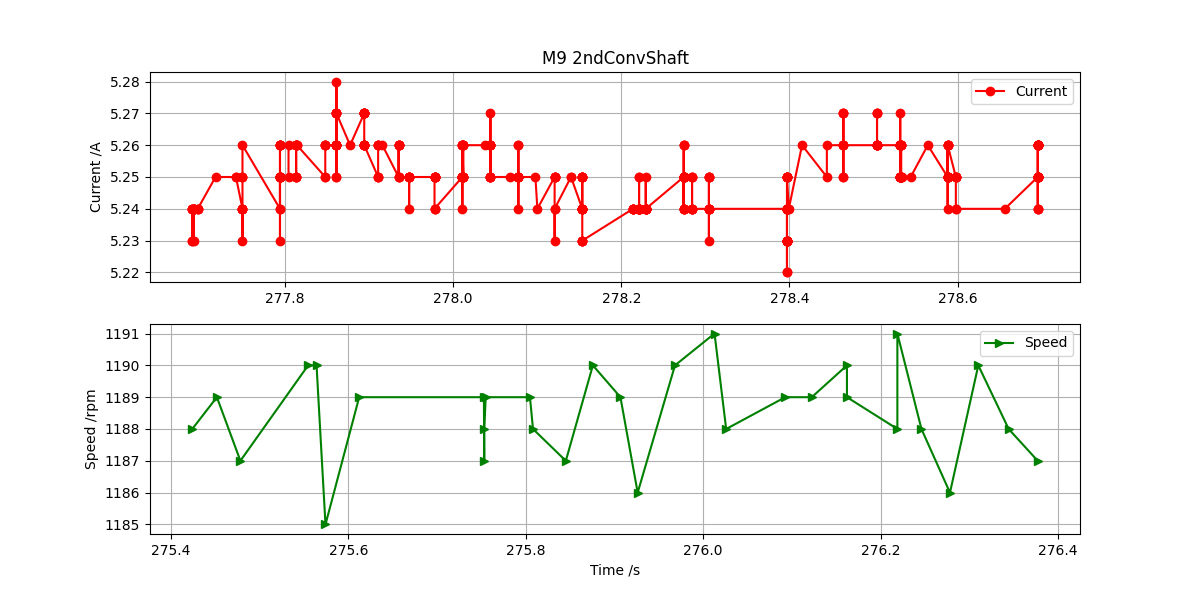 M9 2ndConvShaft
Current /A
5.28
5.27
5.26
5.25
5.24
5.23
5.22
Current
277.8 278.0 278.2 278.4 278.6
Speed /rpm
1191
1190
1189
1188
1187
1186
1185
Speed
275.4 275.6 275.8 276.0 276.2 276.4
Time /s